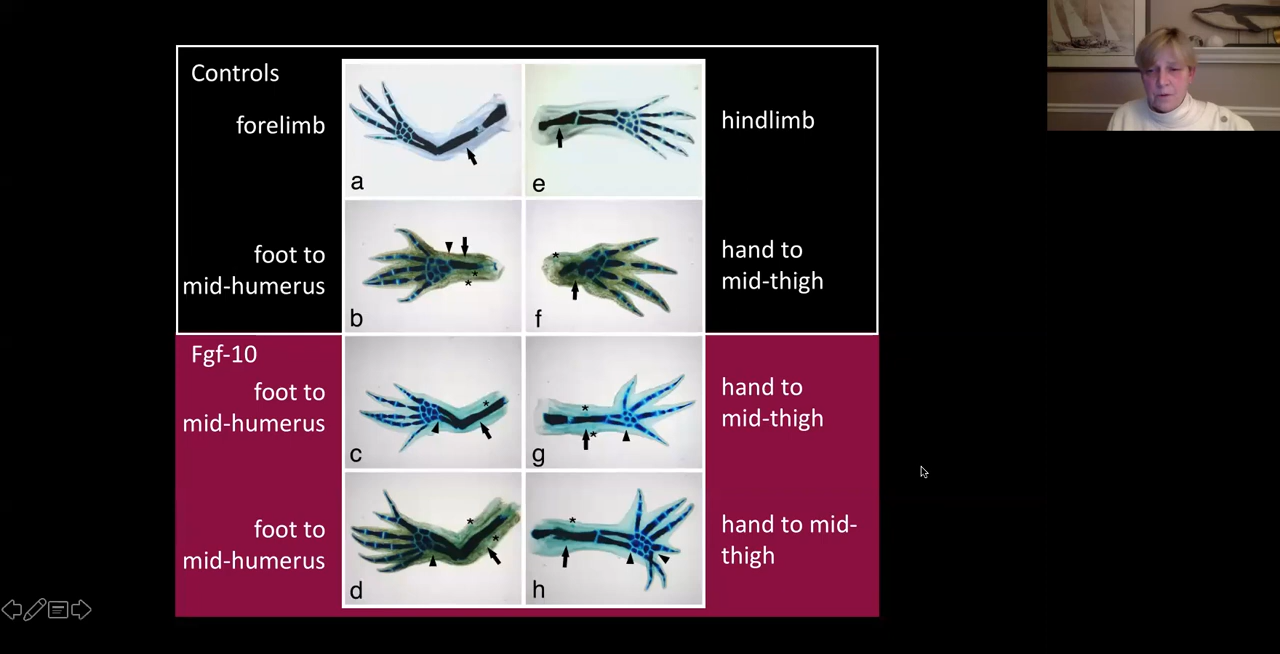 Controls
forelimb
a
e
hindlimb
foot to
mid-humerus
b
f
hand to
mid-thigh
Fgf-10
foot to
mid-humerus
c
g
hand to
mid-thigh
foot to
mid-humerus
d
h
hand to mid-
thigh